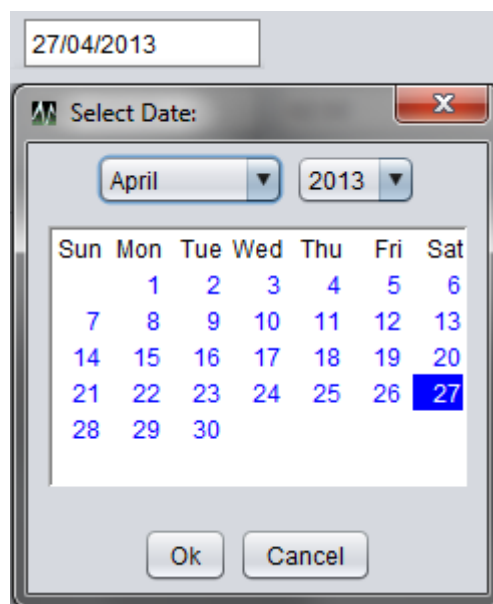 27/04/2013
Select Date:
April 2013
Sun Mon Tue Wed Thu Fri Sat
1 2 3 4 5 6
7 8 9 10 11 12 13
14 15 16 17 18 19 20
21 22 23 24 25 26 27
28 29 30
Ok Cancel